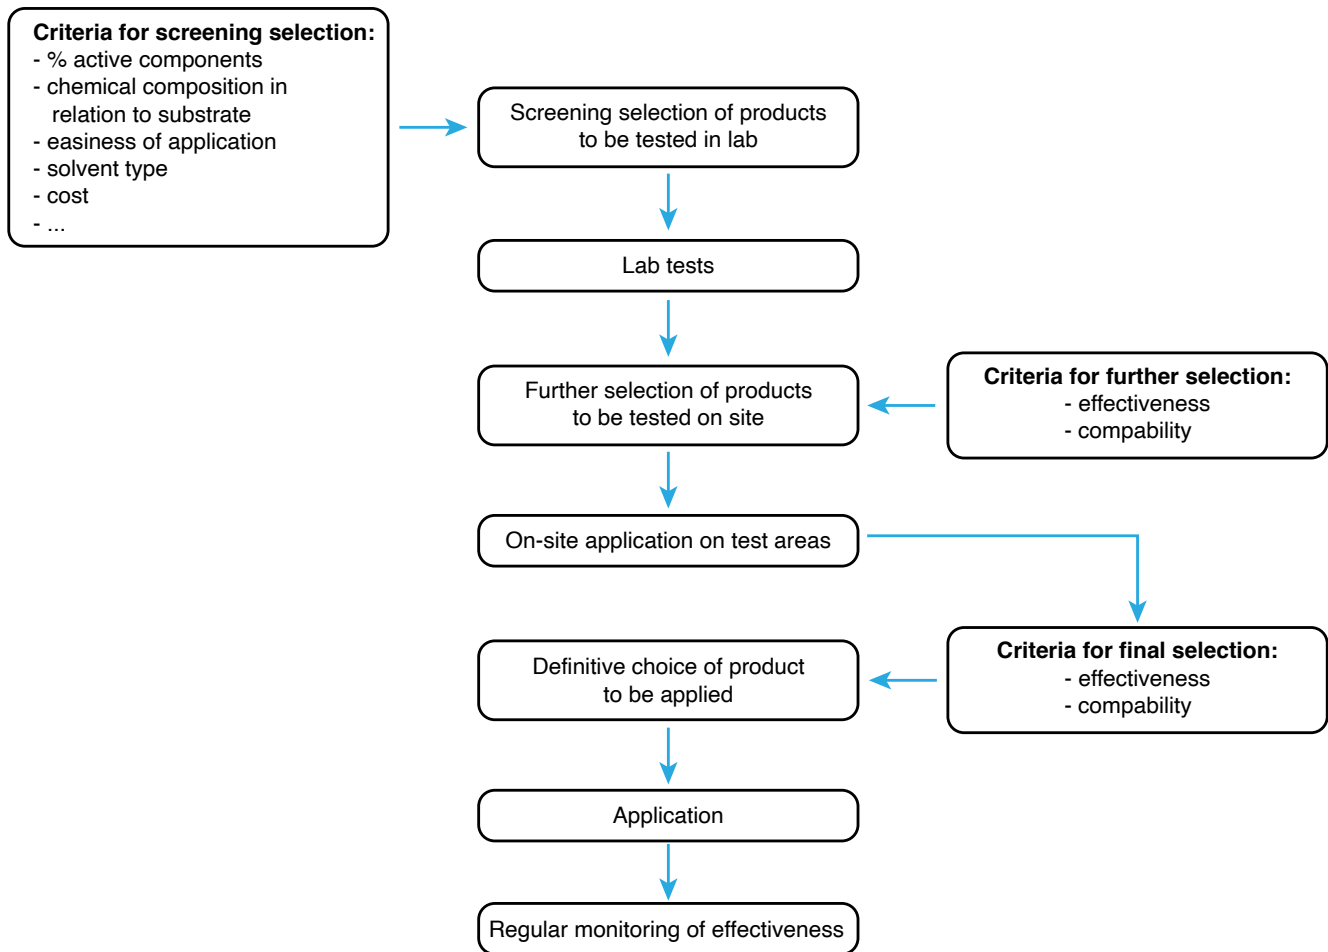 Criteria for screening selection:
- % active components
- chemical composition in
relation to substrate
- easiness of application
- solvent type
- cost
- ...
Screening selection of products
to be tested in lab
Lab tests
Further selection of products
to be tested on site
Criteria for further selection:
- effectiveness
- compability
On-site application on test areas
Criteria for final selection:
- effectiveness
- compability
Definitive choice of product
to be applied
Application
Regular monitoring of effectiveness